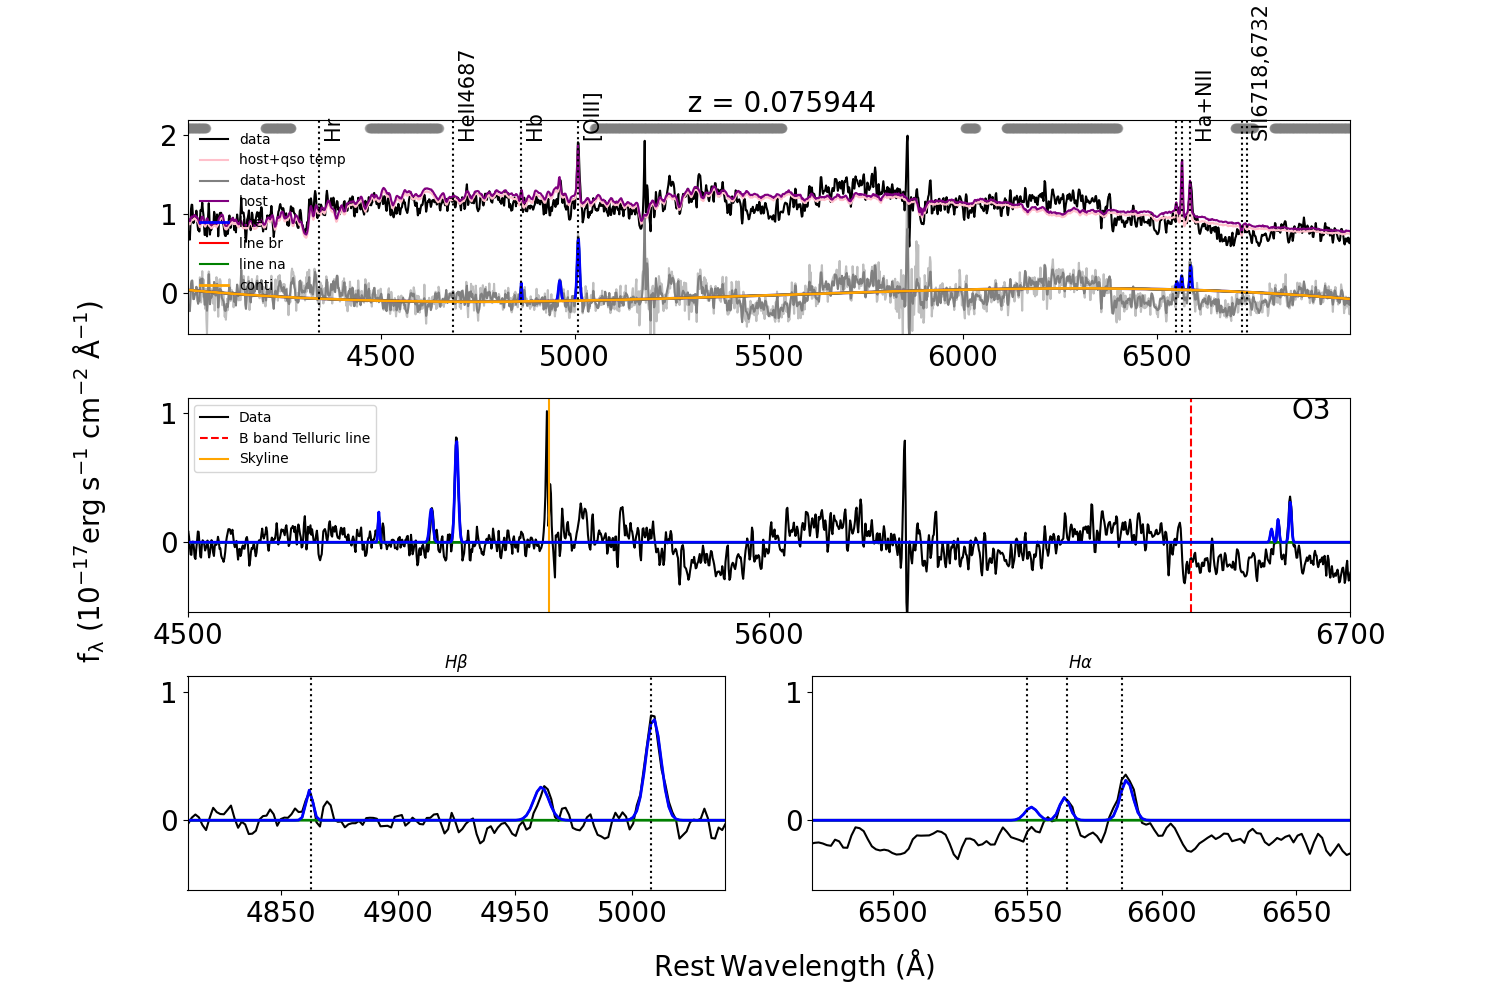 z = 0.075944
Hr
HeII4687
Hb
[OIII]
Ha+NII
SII6718,6732
data
host+qso temp
data-host
host
line br
line na
conti
2
1
0
4500
5000
5500
6000
6500
O3
Data
B band Telluric line
Skyline
1
0
4500
5600
6700
fλ (10⁻¹⁷erg s⁻¹ cm⁻² Å⁻¹)
Hβ
1
0
4850
4900
4950
5000
Hα
1
0
6500
6550
6600
6650
Rest Wavelength (Å)